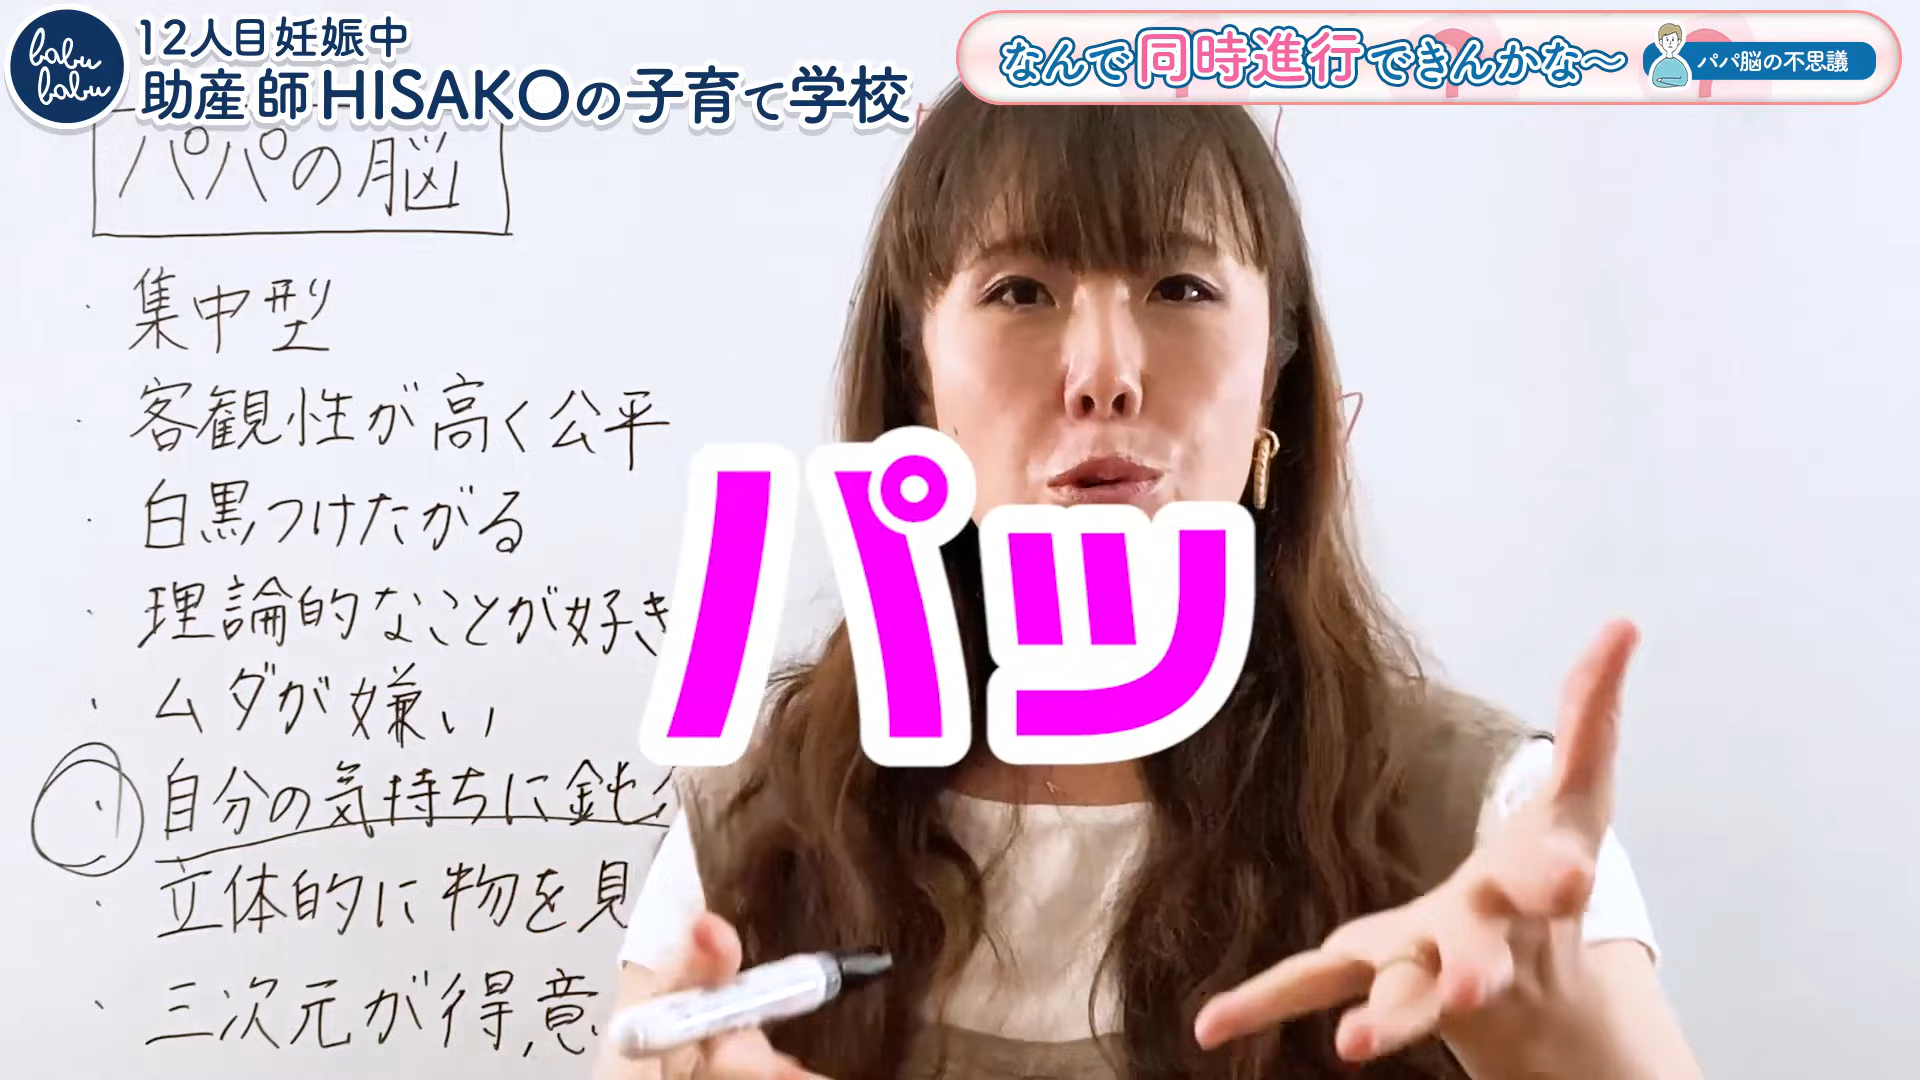 babu babu
12人目妊娠中
助産師HISAKOの子育て学校
なんで同時進行できんかな〜
パパ脳の不思議
パパの脳
・集中型
・客観性が高く公平
・白黒つけたがる
・理論的なことが好き
・ムダが嫌い
・自分の気持ちに鈍
・立体的に物を見
・三次元が得意
パッ